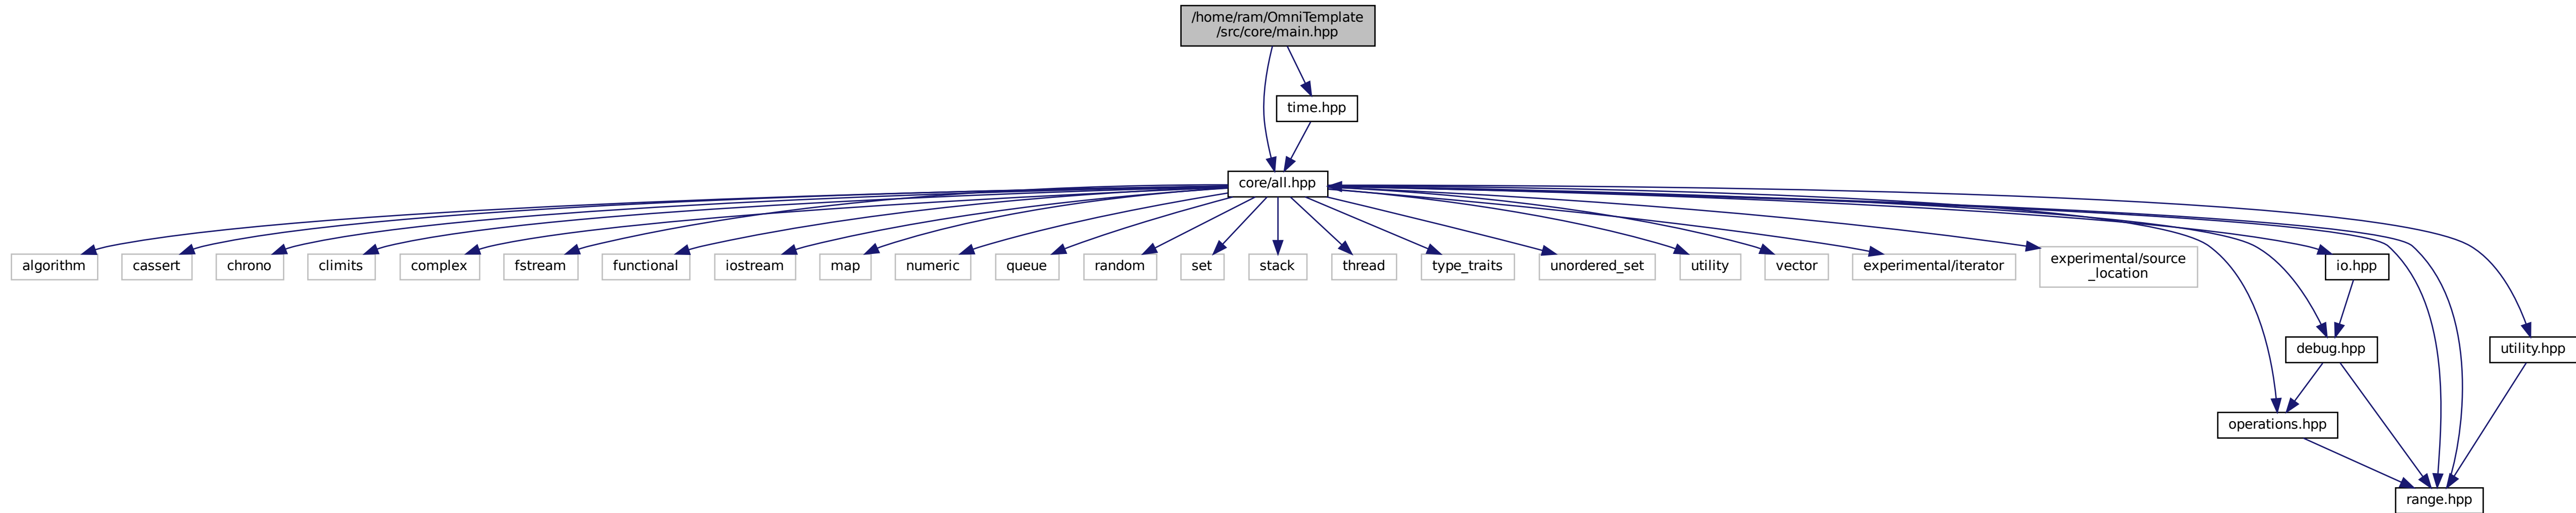 /home/ram/OmniTemplate
/src/core/main.hpp
time.hpp
core/all.hpp
algorithm
cassert
chrono
climits
complex
fstream
functional
iostream
map
numeric
queue
random
set
stack
thread
type_traits
unordered_set
utility
vector
experimental/iterator
experimental/source
_location
io.hpp
debug.hpp
utility.hpp
operations.hpp
range.hpp